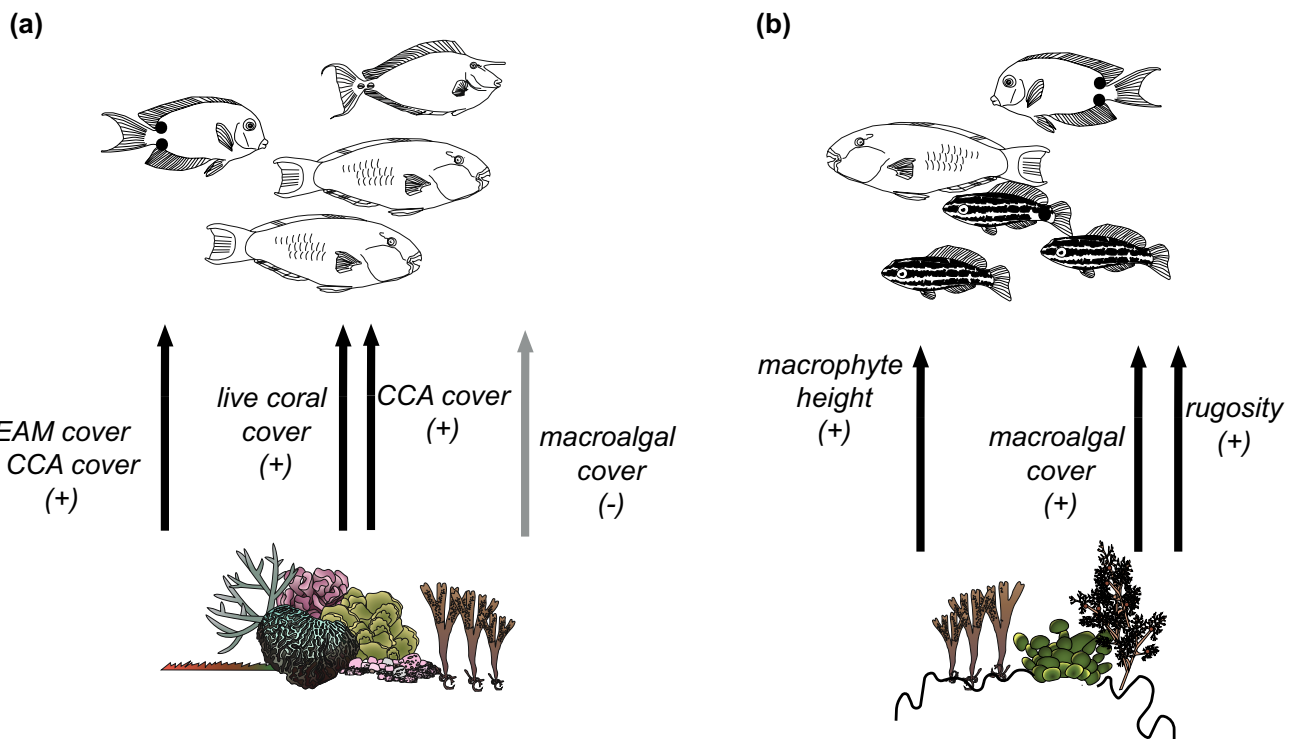 (a)
(b)
EAM cover
CCA cover
(+)
live coral
cover
(+)
CCA cover
(+)
macroalgal
cover
(-)
macrophyte
height
(+)
macroalgal
cover
(+)
rugosity
(+)